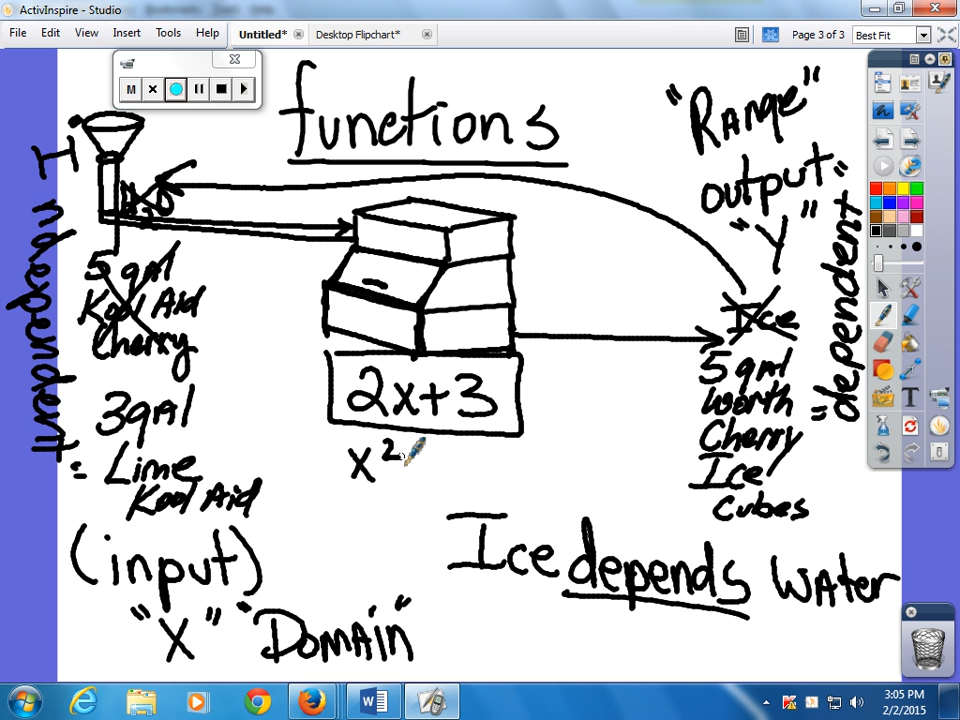 ActivInspire - Studio
File Edit View Insert Tools Help
Untitled*
Desktop Flipchart*
Page 3 of 3
Best Fit
M
functions
"Range"
output =
"Y"
dependent
=
H2O
Independent
=
5 gal
Kool Aid
Cherry
3 gal
Lime
Kool Aid
(input)
"X" "Domain"
2x+3
x²
Ice
5 gal
Worth
Cherry
Ice
Cubes
Ice depends Water
T
W
3:05 PM
2/2/2015